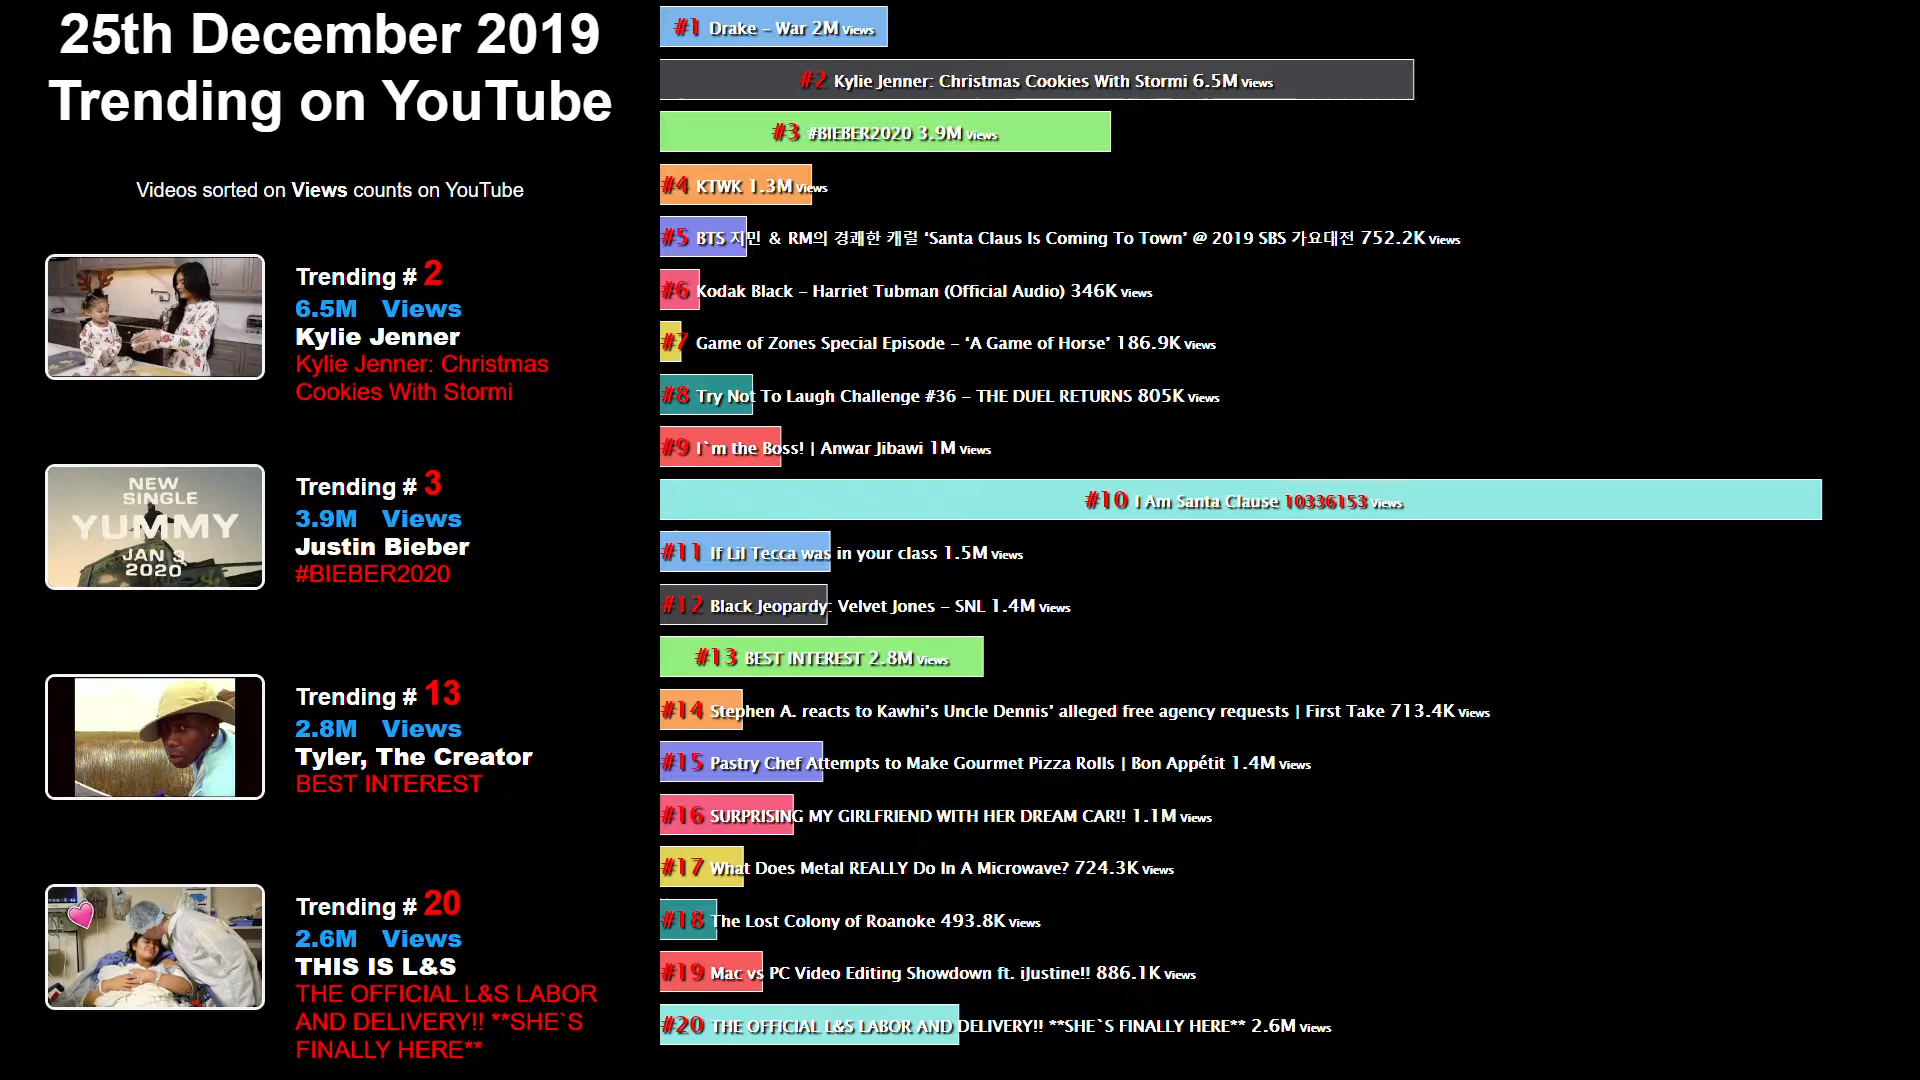 25th December 2019
Trending on YouTube
Videos sorted on Views counts on YouTube
Trending # 2
6.5M Views
Kylie Jenner
Kylie Jenner: Christmas
Cookies With Stormi
NEW
SINGLE
YUMMY
JAN 3
2020
Trending # 3
3.9M Views
Justin Bieber
#BIEBER2020
Trending # 13
2.8M Views
Tyler, The Creator
BEST INTEREST
Trending # 20
2.6M Views
THIS IS L&S
THE OFFICIAL L&S LABOR
AND DELIVERY!! **SHE`S
FINALLY HERE**
#1 Drake – War 2M Views
#2 Kylie Jenner: Christmas Cookies With Stormi 6.5M Views
#3 #BIEBER2020 3.9M Views
#4 KTWK 1.3M Views
#5 BTS 지민 & RM의 경쾌한 캐럴 ‘Santa Claus Is Coming To Town’ @ 2019 SBS 가요대전 752.2K Views
#6 Kodak Black – Harriet Tubman (Official Audio) 346K Views
#7 Game of Zones Special Episode – ‘A Game of Horse’ 186.9K Views
#8 Try Not To Laugh Challenge #36 – THE DUEL RETURNS 805K Views
#9 I`m the Boss! | Anwar Jibawi 1M Views
#10 I Am Santa Clause 10336153 Views
#11 If Lil Tecca was in your class 1.5M Views
#12 Black Jeopardy: Velvet Jones – SNL 1.4M Views
#13 BEST INTEREST 2.8M Views
#14 Stephen A. reacts to Kawhi’s Uncle Dennis’ alleged free agency requests | First Take 713.4K Views
#15 Pastry Chef Attempts to Make Gourmet Pizza Rolls | Bon Appétit 1.4M Views
#16 SURPRISING MY GIRLFRIEND WITH HER DREAM CAR!! 1.1M Views
#17 What Does Metal REALLY Do In A Microwave? 724.3K Views
#18 The Lost Colony of Roanoke 493.8K Views
#19 Mac vs PC Video Editing Showdown ft. iJustine!! 886.1K Views
#20 THE OFFICIAL L&S LABOR AND DELIVERY!! **SHE`S FINALLY HERE** 2.6M Views